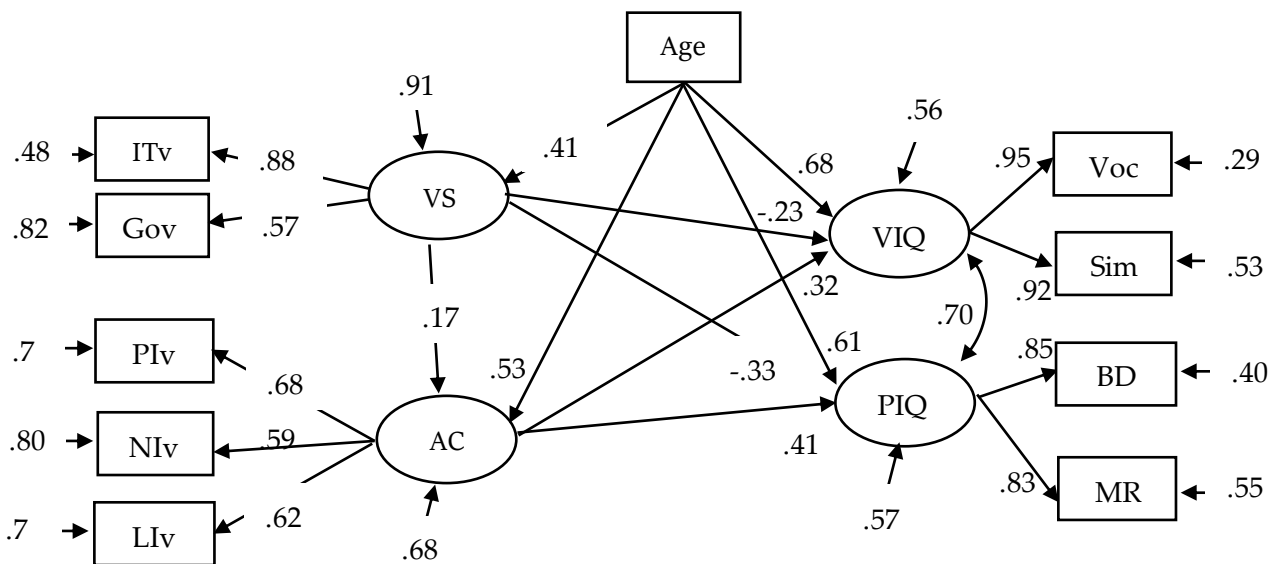 Age
.91
.56
.48
ITv
.88
.41
.68
.95
Voc
.29
VS
-.23
VIQ
.82
Gov
.57
.32
.92
Sim
.53
.17
.70
.7
PIv
.68
.53
-.33
.61
.85
BD
.40
PIQ
.80
NIv
.59
AC
.41
.83
MR
.55
.7
LIv
.62
.68
.57